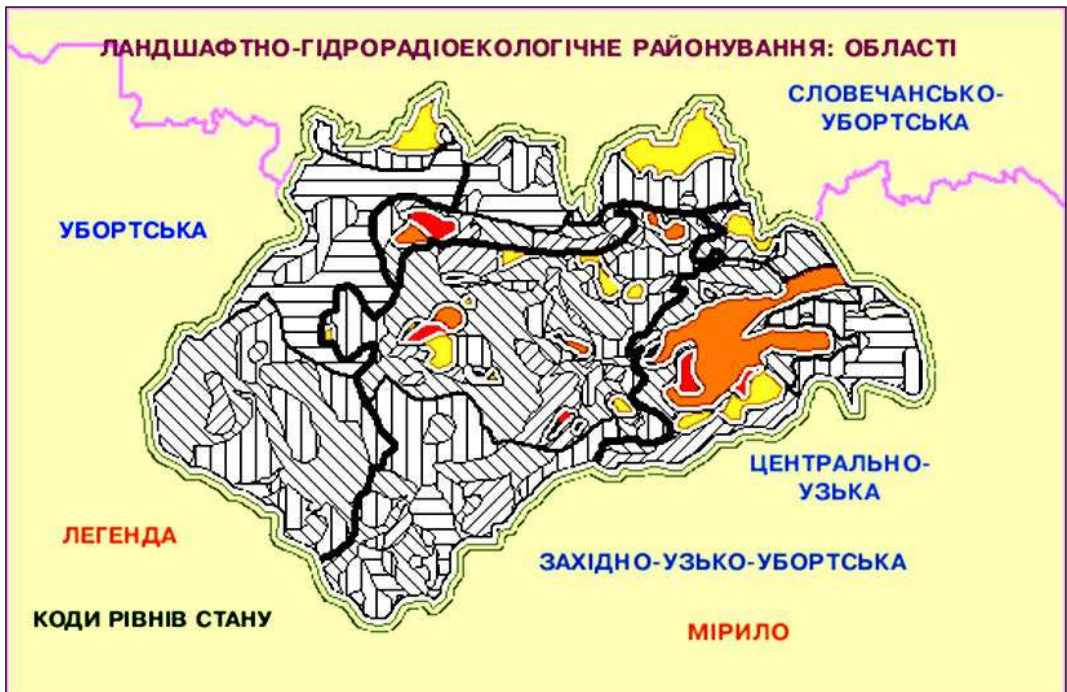 ЛАНДШАФТНО-ГІДРОРАДІОЕКОЛОГІЧНЕ РАЙОНУВАННЯ: ОБЛАСТІ
СЛОВЕЧАНСЬКО-
УБОРТСЬКА
УБОРТСЬКА
ЦЕНТРАЛЬНО-
УЗЬКА
ЛЕГЕНДА
ЗАХІДНО-УЗЬКО-УБОРТСЬКА
КОДИ РІВНІВ СТАНУ
МІРИЛО